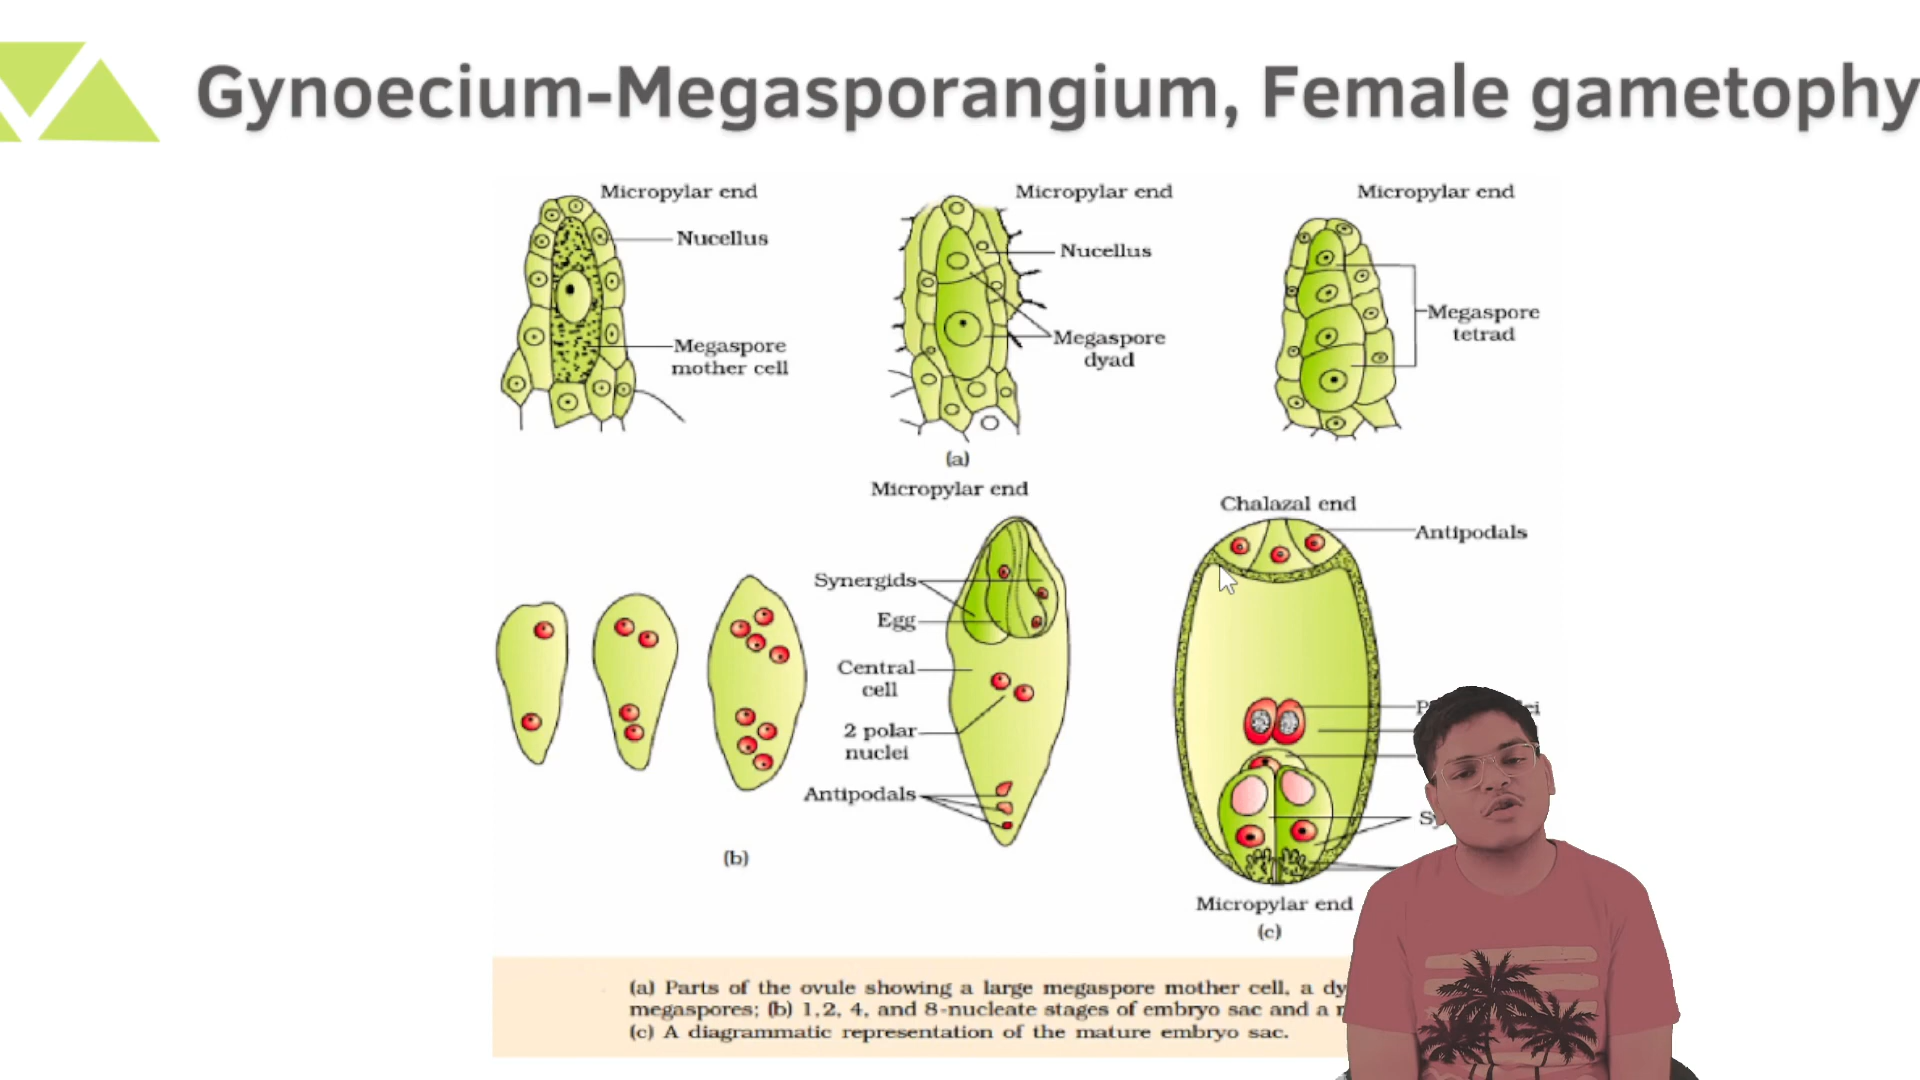 Gynoecium-Megasporangium, Female gametophy
Micropylar end
Nucellus
Megaspore
mother cell
Micropylar end
Nucellus
Megaspore
dyad
Micropylar end
Megaspore
tetrad
(a)
Micropylar end
Synergids
Egg
Central
cell
2 polar
nuclei
Antipodals
(b)
Chalazal end
Antipodals
Micropylar end
(c)
(a) Parts of the ovule showing a large megaspore mother cell, a dy
megaspores; (b) 1,2, 4, and 8-nucleate stages of embryo sac and a
(c) A diagrammatic representation of the mature embryo sac.